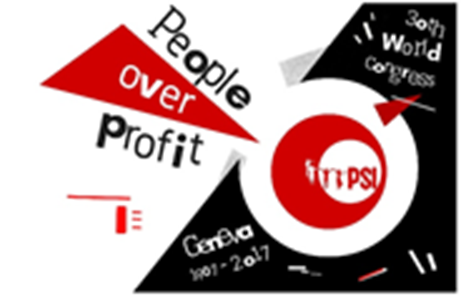 People
over
Profit
30th
World
congress
PSI
Geneva
1907-2017